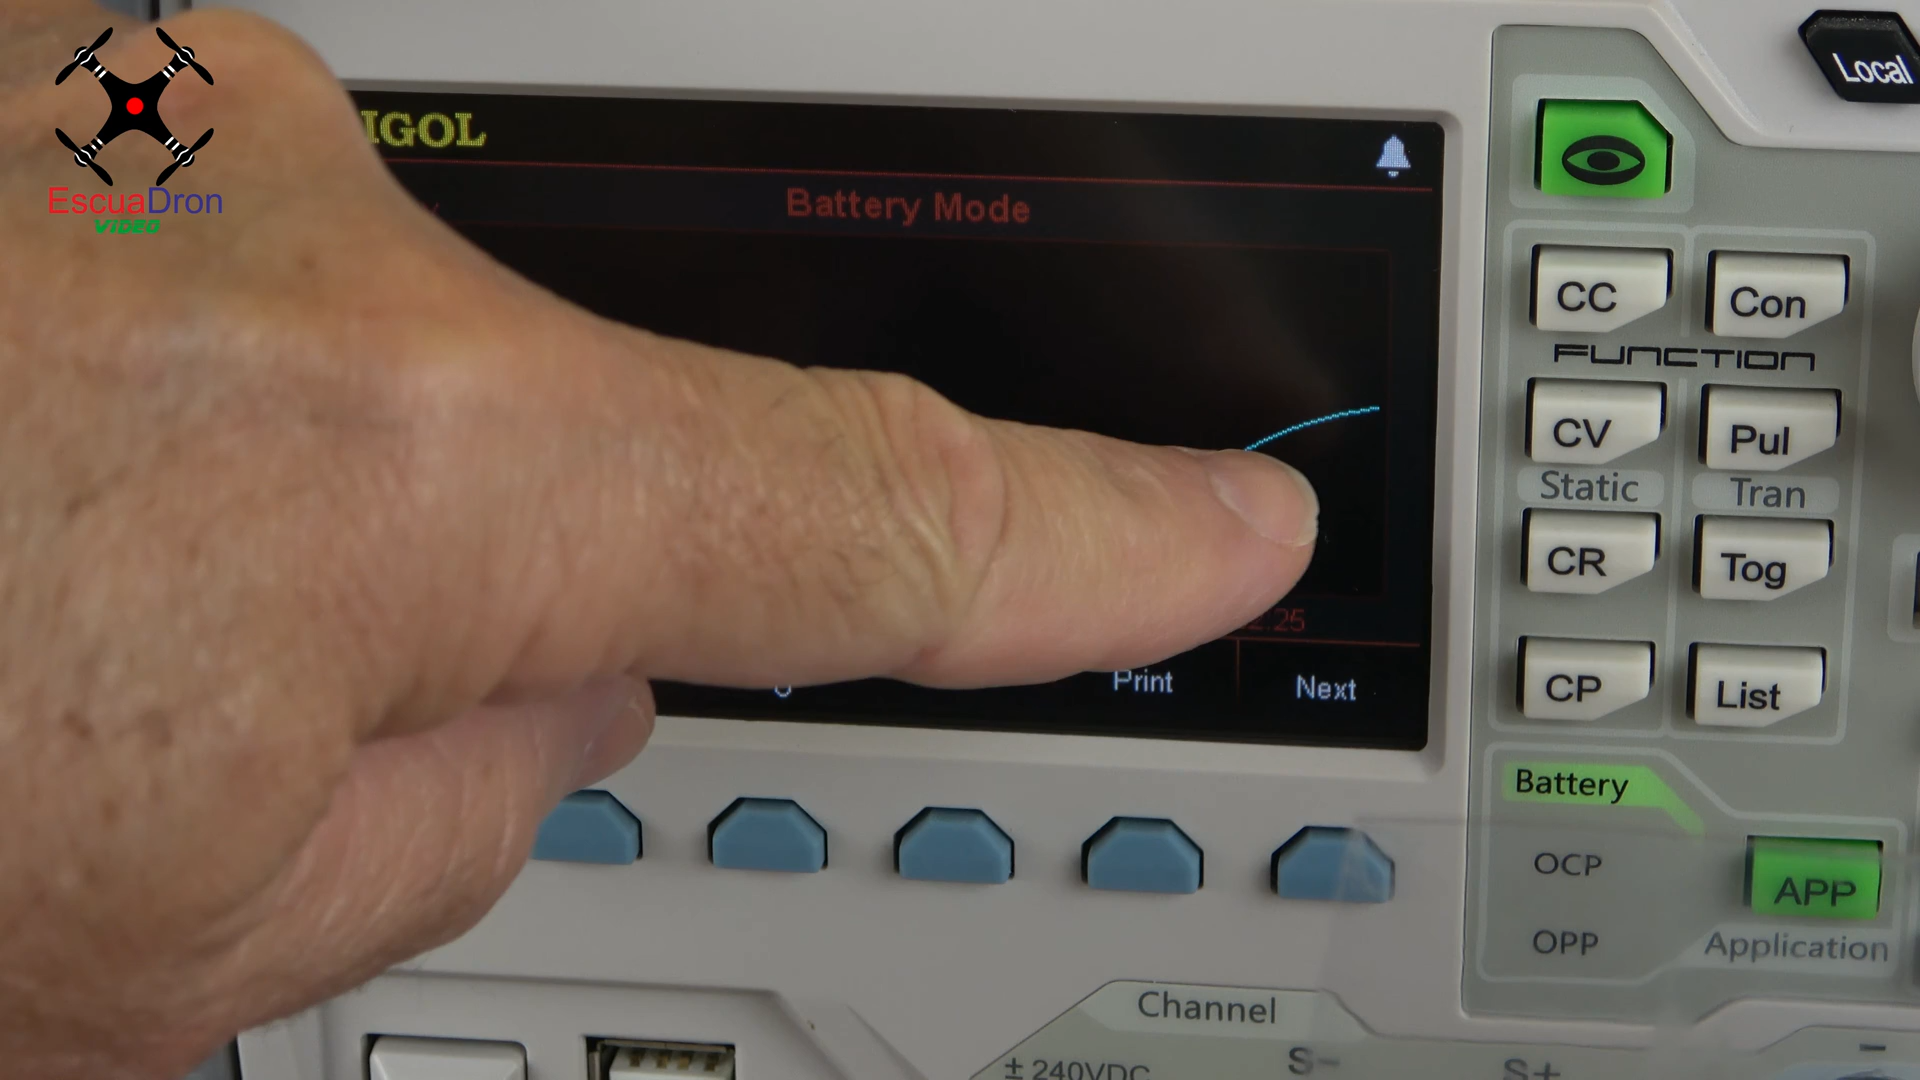 EscuaDron
VIDEO
IGOL
Battery Mode
:25
Print
Next
Local
CC
Con
FUNCTION
CV
Pul
Static
Tran
CR
Tog
CP
List
Battery
OCP
APP
OPP
Application
Channel
± 240VDC
S-
S+